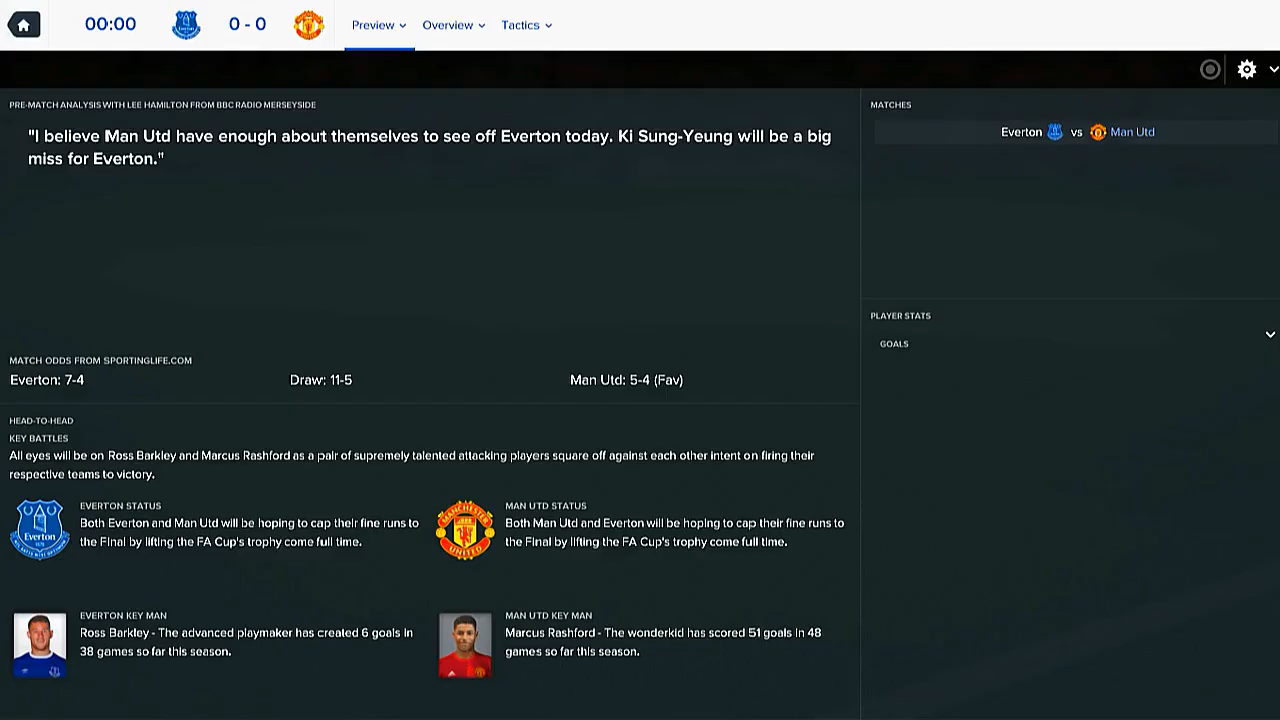 00:00
0 - 0
Preview
Overview
Tactics
PRE-MATCH ANALYSIS WITH LEE HAMILTON FROM BBC RADIO MERSEYSIDE
"I believe Man Utd have enough about themselves to see off Everton today. Ki Sung-Yeung will be a big
miss for Everton."
MATCHES
Everton vs Man Utd
PLAYER STATS
GOALS
MATCH ODDS FROM SPORTINGLIFE.COM
Everton: 7-4
Draw: 11-5
Man Utd: 5-4 (Fav)
HEAD-TO-HEAD
KEY BATTLES
All eyes will be on Ross Barkley and Marcus Rashford as a pair of supremely talented attacking players square off against each other intent on firing their
respective teams to victory.
Everton
EVERTON STATUS
Both Everton and Man Utd will be hoping to cap their fine runs to
the Final by lifting the FA Cup's trophy come full time.
MANCHESTER
UNITED
MAN UTD STATUS
Both Man Utd and Everton will be hoping to cap their fine runs to
the Final by lifting the FA Cup's trophy come full time.
EVERTON KEY MAN
Ross Barkley - The advanced playmaker has created 6 goals in
38 games so far this season.
MAN UTD KEY MAN
Marcus Rashford - The wonderkid has scored 51 goals in 48
games so far this season.